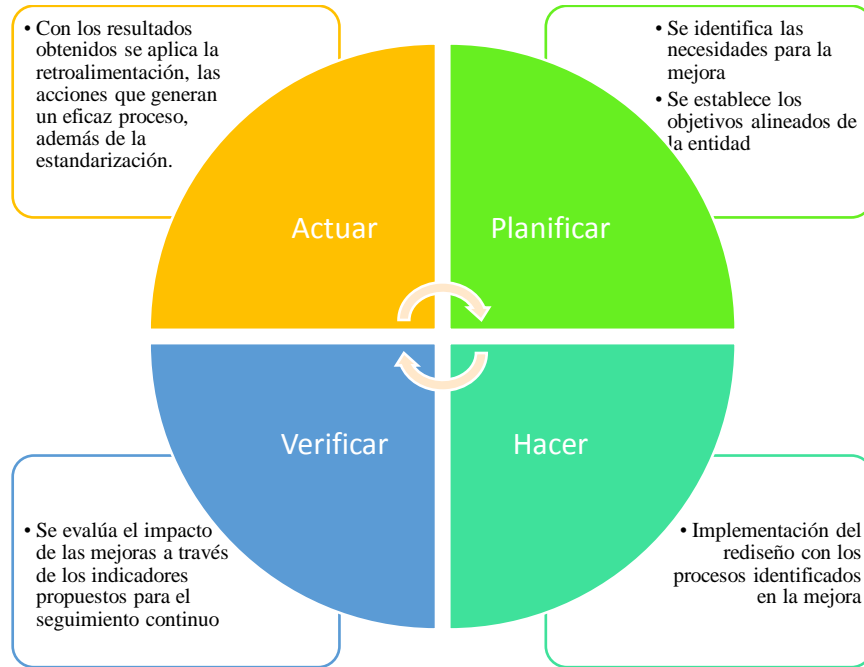 • Con los resultados
obtenidos se aplica la
retroalimentación, las
acciones que generan
un eficaz proceso,
además de la
estandarización.
• Se identifica las
necesidades para la
mejora
• Se establece los
objetivos alineados de
la entidad
Actuar
Planificar
Verificar
Hacer
• Se evalúa el impacto
de las mejoras a través
de los indicadores
propuestos para el
seguimiento continuo
• Implementación del
rediseño con los
procesos identificados
en la mejora